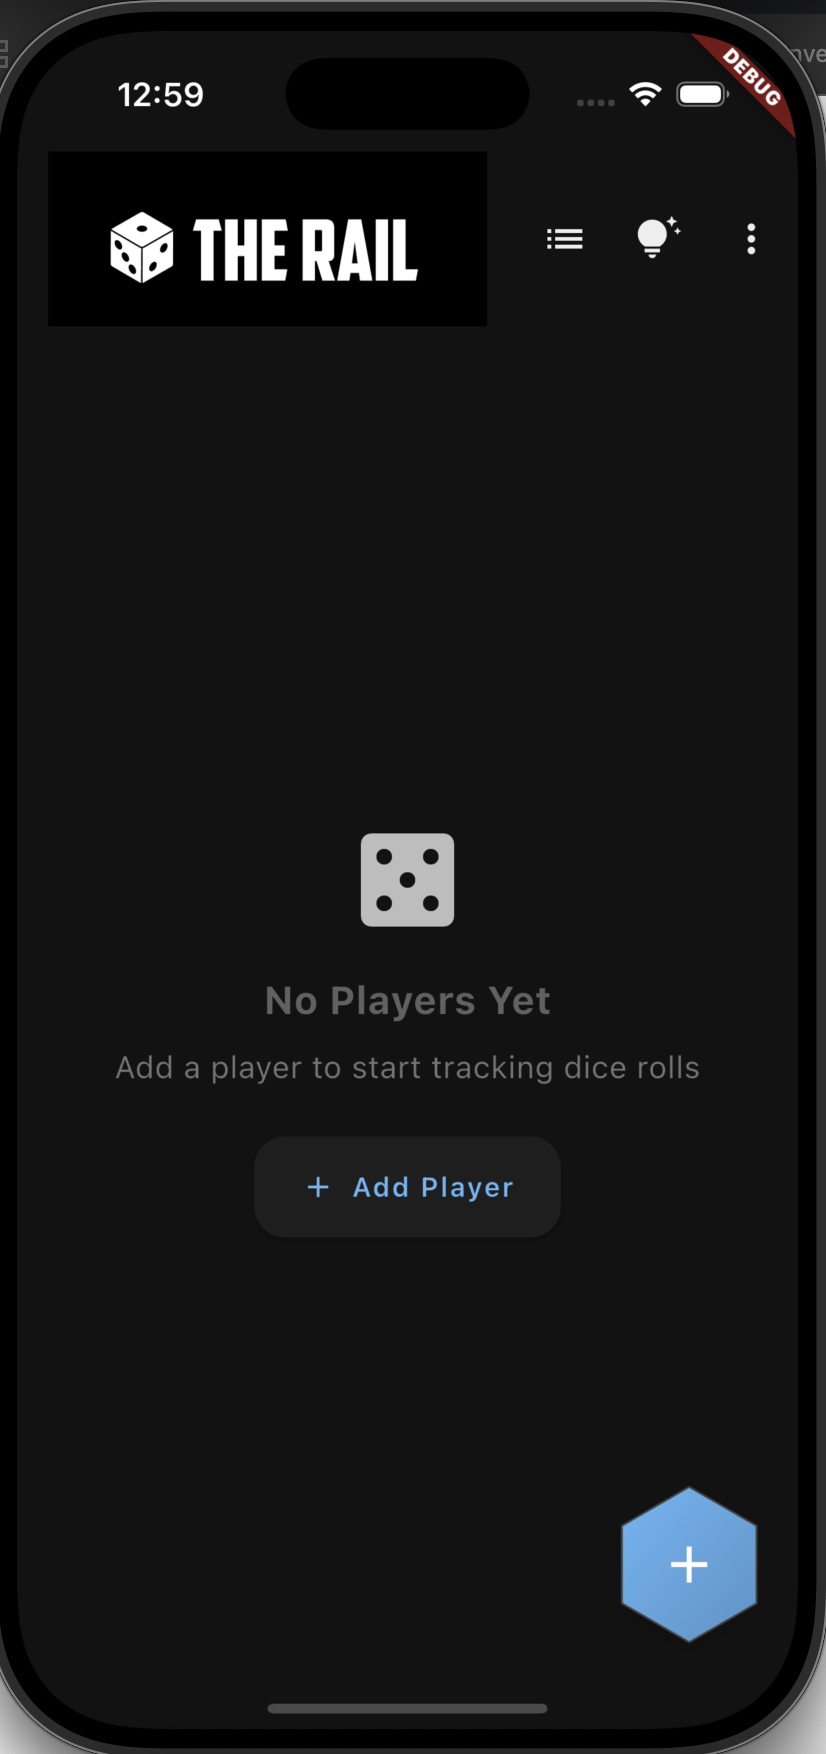 12:59
DEBUG
THE RAIL
No Players Yet
Add a player to start tracking dice rolls
+ Add Player
+